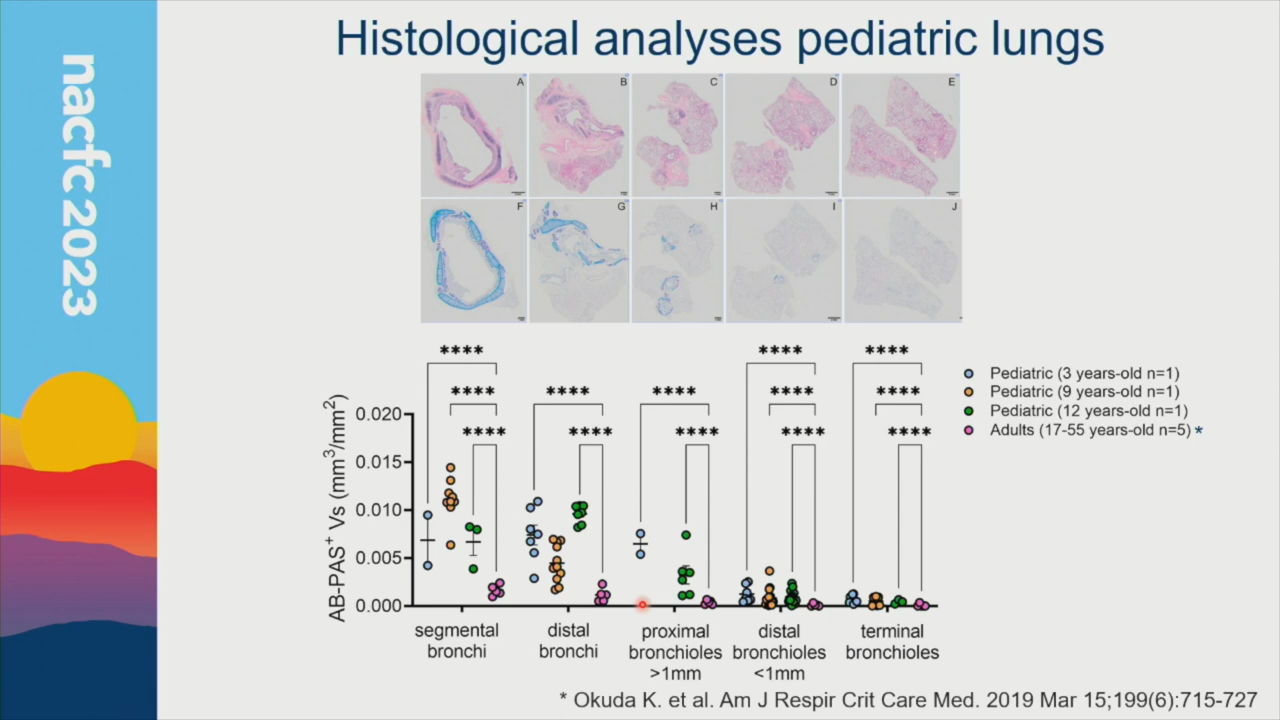 nacfc 2023
Histological analyses pediatric lungs
A B C D E
F G H I J
**** **** ****
**** **** **** **** ****
**** **** **** **** ****
Pediatric (3 years-old n=1)
Pediatric (9 years-old n=1)
Pediatric (12 years-old n=1)
Adults (17-55 years-old n=5) *
AB-PAS⁺ Vs (mm³/mm²)
0.020
0.015
0.010
0.005
0.000
segmental
bronchi
distal
bronchi
proximal
bronchioles
>1mm
distal
bronchioles
<1mm
terminal
bronchioles
* Okuda K. et al. Am J Respir Crit Care Med. 2019 Mar 15;199(6):715-727